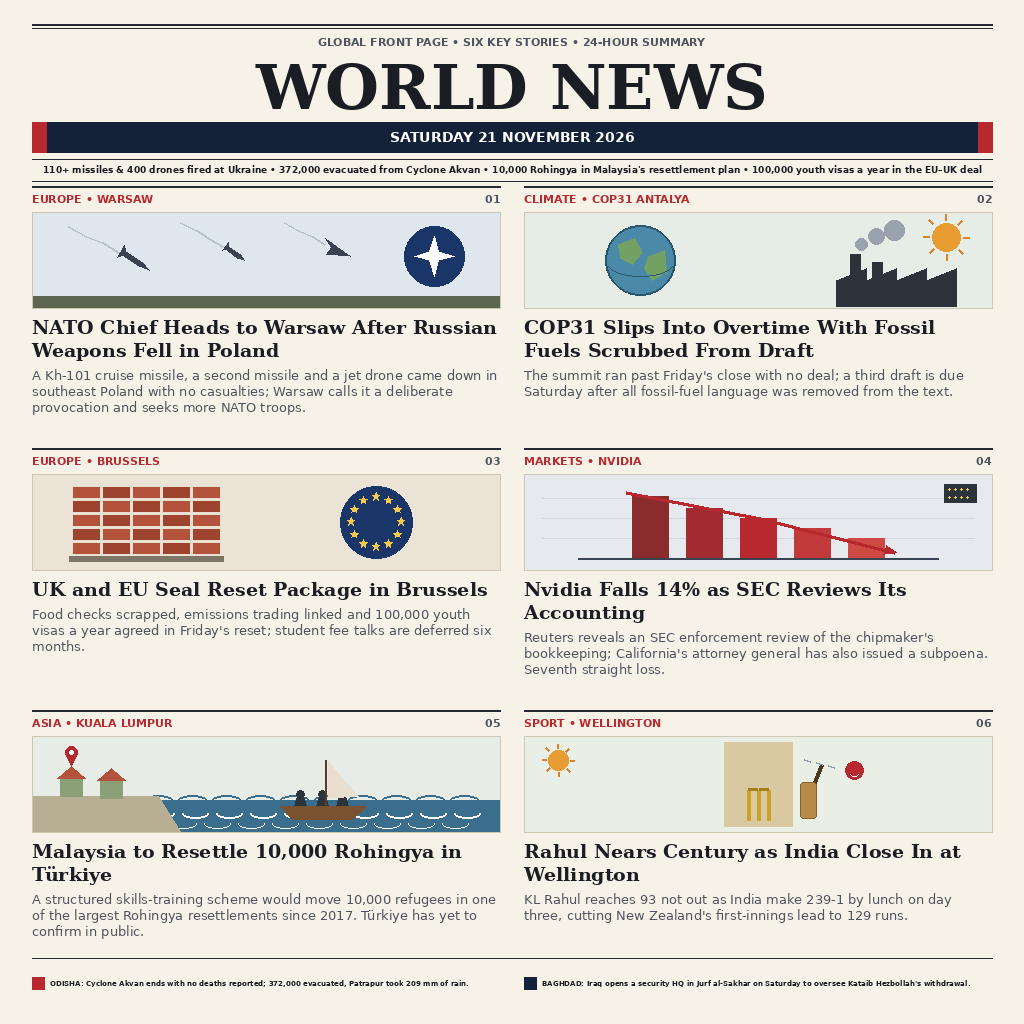 GLOBAL FRONT PAGE • SIX KEY STORIES • 24-HOUR SUMMARY
WORLD NEWS
SATURDAY 21 NOVEMBER 2026
110+ missiles & 400 drones fired at Ukraine • 372,000 evacuated from Cyclone Akvan • 10,000 Rohingya in Malaysia's resettlement plan • 100,000 youth visas a year in the EU–UK deal
EUROPE • WARSAW 01
NATO Chief Heads to Warsaw After Russian
Weapons Fell in Poland
A Kh-101 cruise missile, a second missile and a jet drone came down in
southeast Poland with no casualties; Warsaw calls it a deliberate
provocation and seeks more NATO troops.
CLIMATE • COP31 ANTALYA 02
COP31 Slips Into Overtime With Fossil
Fuels Scrubbed From Draft
The summit ran past Friday's close with no deal; a third draft is due
Saturday after all fossil-fuel language was removed from the text.
EUROPE • BRUSSELS 03
UK and EU Seal Reset Package in Brussels
Food checks scrapped, emissions trading linked and 100,000 youth
visas a year agreed in Friday's reset; student fee talks are deferred six
months.
MARKETS • NVIDIA 04
Nvidia Falls 14% as SEC Reviews Its
Accounting
Reuters reveals an SEC enforcement review of the chipmaker's
bookkeeping; California's attorney general has also issued a subpoena.
Seventh straight loss.
ASIA • KUALA LUMPUR 05
Malaysia to Resettle 10,000 Rohingya in
Türkiye
A structured skills-training scheme would move 10,000 refugees in one
of the largest Rohingya resettlements since 2017. Türkiye has yet to
confirm in public.
SPORT • WELLINGTON 06
Rahul Nears Century as India Close In at
Wellington
KL Rahul reaches 93 not out as India make 239-1 by lunch on day
three, cutting New Zealand's first-innings lead to 129 runs.
ODISHA: Cyclone Akvan ends with no deaths reported; 372,000 evacuated, Patrapur took 209 mm of rain.
BAGHDAD: Iraq opens a security HQ in Jurf al-Sakhar on Saturday to oversee Kataib Hezbollah's withdrawal.